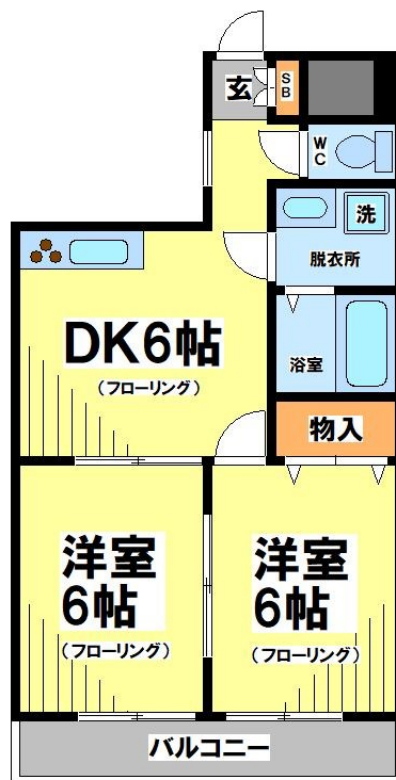 玄
SB
WC
洗
脱衣所
DK6帖
(フローリング)
浴室
物入
洋室
6帖
(フローリング)
洋室
6帖
(フローリング)
バルコニー